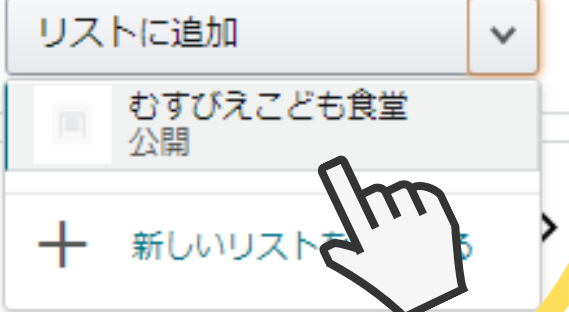 リストに追加
むすびえこども食堂
公開
新しいリストを
る